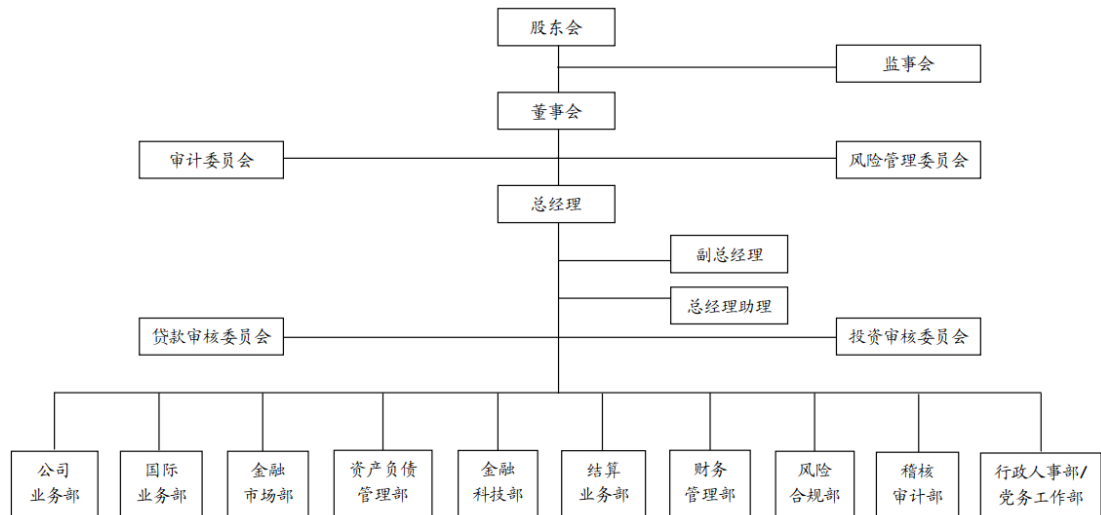 股东会
监事会
董事会
审计委员会
风险管理委员会
总经理
副总经理
总经理助理
贷款审核委员会
投资审核委员会
公司
业务部
国际
业务部
金融
市场部
资产负债
管理部
金融
科技部
结算
业务部
财务
管理部
风险
合规部
稽核
审计部
行政人事部/
党务工作部